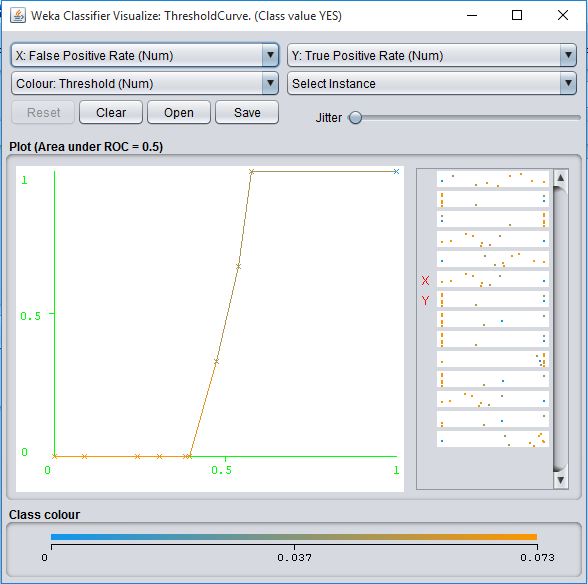 Weka Classifier Visualize: ThresholdCurve. (Class value YES)
X: False Positive Rate (Num) Y: True Positive Rate (Num)
Colour: Threshold (Num) Select Instance
Reset Clear Open Save Jitter
Plot (Area under ROC = 0.5)
1
0.5
0
0 0.5 1
X
Y
Class colour
0 0.037 0.073